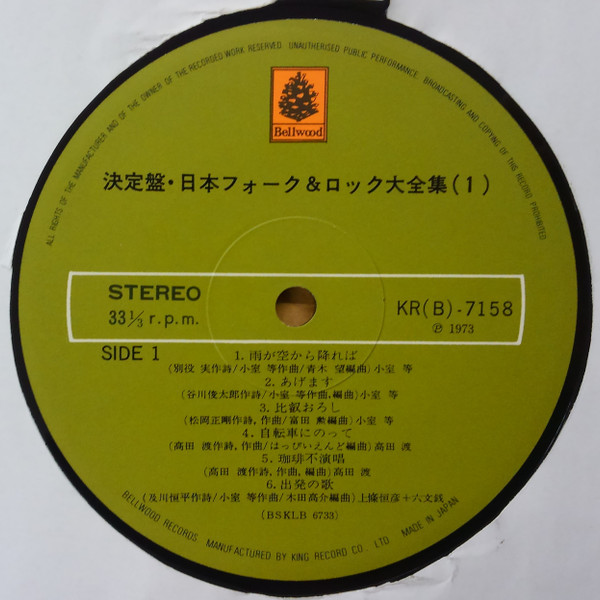 ALL RIGHTS OF THE MANUFACTURER AND OF THE OWNER OF THE RECORDED WORK RESERVED UNAUTHORISED PUBLIC PERFORMANCE BROADCASTING AND COPYING OF THIS RECORD PROHIBITED
Bellwood
決定盤・日本フォーク&ロック大全集(1)
STEREO
33⅓ r.p.m.
KR(B)-7158
Ⓟ 1973
SIDE 1
1. 雨が空から降れば
(別役 実作詩/小室 等作曲/青木 望編曲)小室 等
2. あげます
(谷川俊太郎作詩/小室 等作曲,編曲)小室 等
3. 比叡おろし
(松岡正剛作詩,作曲/富田 勲編曲)小室 等
4. 自転車にのって
(高田 渡作詩,作曲/はっぴいえんど編曲)高田 渡
5. 珈琲不演唱
(高田 渡作詩,作曲,編曲)高田 渡
6. 出発の歌
(及川恒平作詩/小室 等作曲/木田高介編曲)上條恒彦+六文銭
(BSKLB 6733)
BELLWOOD RECORDS. MANUFACTURED BY KING RECORD CO. LTD MADE IN JAPAN